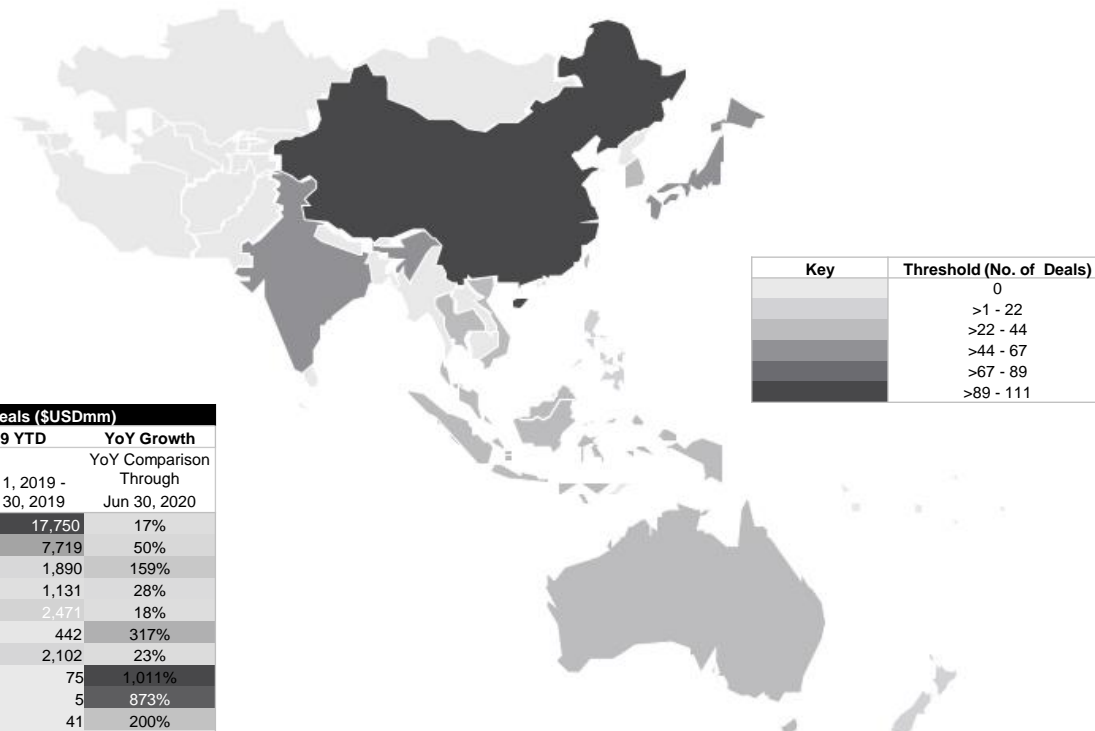 Key Threshold (No. of Deals)
0
>1 - 22
>22 - 44
>44 - 67
>67 - 89
>89 - 111
eals ($USDmm)
9 YTD YoY Growth
YoY Comparison
1, 2019 - Through
30, 2019 Jun 30, 2020
17,750 17%
7,719 50%
1,890 159%
1,131 28%
2,471 18%
442 317%
2,102 23%
75 1,011%
5 873%
41 200%